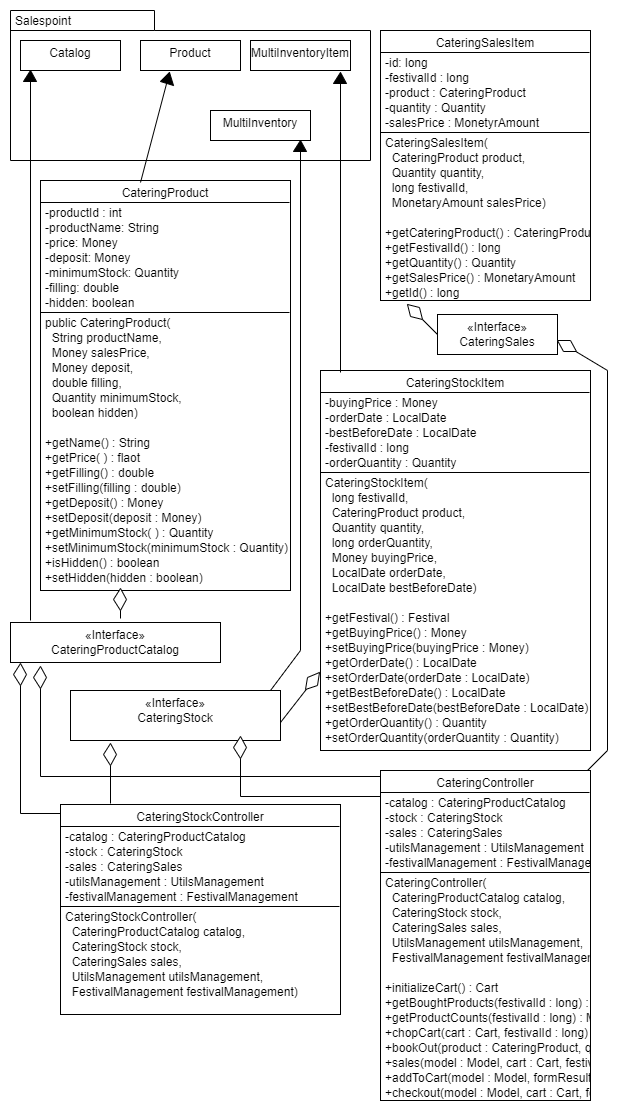 Salespoint
Catalog
Product
MultiInventoryItem
MultiInventory
CateringSalesItem
-id: long
-festivalId : long
-product : CateringProduct
-quantity : Quantity
-salesPrice : MonetyrAmount
CateringSalesItem(
CateringProduct product,
Quantity quantity,
long festivalId,
MonetaryAmount salesPrice)
+getCateringProduct() : CateringProdu
+getFestivalId() : long
+getQuantity() : Quantity
+getSalesPrice() : MonetaryAmount
+getId() : long
CateringProduct
-productId : int
-productName: String
-price: Money
-deposit: Money
-minimumStock: Quantity
-filling: double
-hidden: boolean
public CateringProduct(
String productName,
Money salesPrice,
Money deposit,
double filling,
Quantity minimumStock,
boolean hidden)
+getName() : String
+getPrice( ) : flaot
+getFilling() : double
+setFilling(filling : double)
+getDeposit() : Money
+setDeposit(deposit : Money)
+getMinimumStock( ) : Quantity
+setMinimumStock(minimumStock : Quantity)
+isHidden() : boolean
+setHidden(hidden : boolean)
«Interface»
CateringSales
CateringStockItem
-buyingPrice : Money
-orderDate : LocalDate
-bestBeforeDate : LocalDate
-festivalId : long
-orderQuantity : Quantity
CateringStockItem(
long festivalId,
CateringProduct product,
Quantity quantity,
long orderQuantity,
Money buyingPrice,
LocalDate orderDate,
LocalDate bestBeforeDate)
+getFestival() : Festival
+getBuyingPrice() : Money
+setBuyingPrice(buyingPrice : Money)
+getOrderDate() : LocalDate
+setOrderDate(orderDate : LocalDate)
+getBestBeforeDate() : LocalDate
+setBestBeforeDate(bestBeforeDate : LocalDate)
+getOrderQuantity() : Quantity
+setOrderQuantity(orderQuantity : Quantity)
«Interface»
CateringProductCatalog
«Interface»
CateringStock
CateringStockController
-catalog : CateringProductCatalog
-stock : CateringStock
-sales : CateringSales
-utilsManagement : UtilsManagement
-festivalManagement : FestivalManagement
CateringStockController(
CateringProductCatalog catalog,
CateringStock stock,
CateringSales sales,
UtilsManagement utilsManagement,
FestivalManagement festivalManagement)
CateringController
-catalog : CateringProductCatalog
-stock : CateringStock
-sales : CateringSales
-utilsManagement : UtilsManagement
-festivalManagement : FestivalManage
CateringController(
CateringProductCatalog catalog,
CateringStock stock,
CateringSales sales,
UtilsManagement utilsManagement,
FestivalManagement festivalManager
+initializeCart() : Cart
+getBoughtProducts(festivalId : long) :
+getProductCounts(festivalId : long) :
+chopCart(cart : Cart, festivalId : long)
+bookOut(product : CateringProduct, q
+sales(model : Model, cart : Cart, festiv
+addToCart(model : Model, formResult
+checkout(model : Model, cart : Cart, f